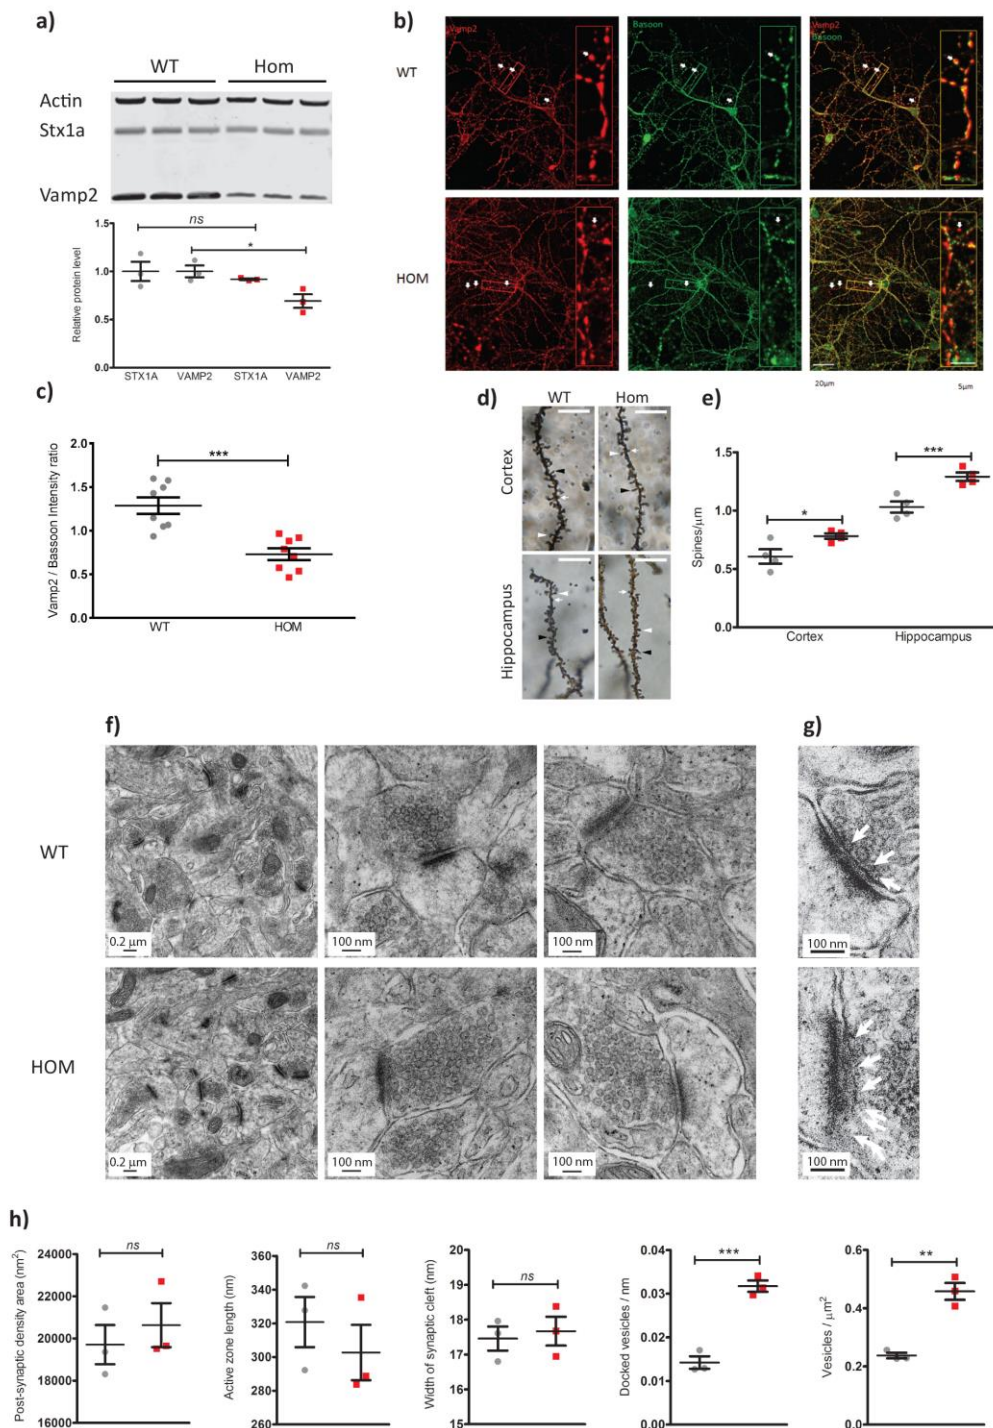 a)
WT Hom
Actin
Stx1a
Vamp2
ns
*
1.5
1.0
0.5
0.0
Relative protein level
STX1A VAMP2 STX1A VAMP2
b)
Vamp2 Basoon Vamp2
Basoon
WT
HOM
20µm 5µm
c)
2.0
1.5
1.0
0.5
0.0
***
Vamp2 / Bassoon Intensity ratio
WT HOM
d)
WT Hom
Cortex
Hippocampus
e)
1.5
1.0
0.5
0.0
Spines/µm
*
***
Cortex Hippocampus
f)
WT
0.2 µm 100 nm 100 nm
HOM
0.2 µm 100 nm 100 nm
g)
100 nm
100 nm
h)
Post-synaptic density area (nm²)
24000
22000
20000
18000
16000
ns
Active zone length (nm)
360
340
320
300
280
260
ns
Width of synaptic cleft (nm)
20
19
18
17
16
15
ns
Docked vesicles / nm
0.04
0.03
0.02
0.01
0.00
***
Vesicles / µm²
0.6
0.4
0.2
0.0
**